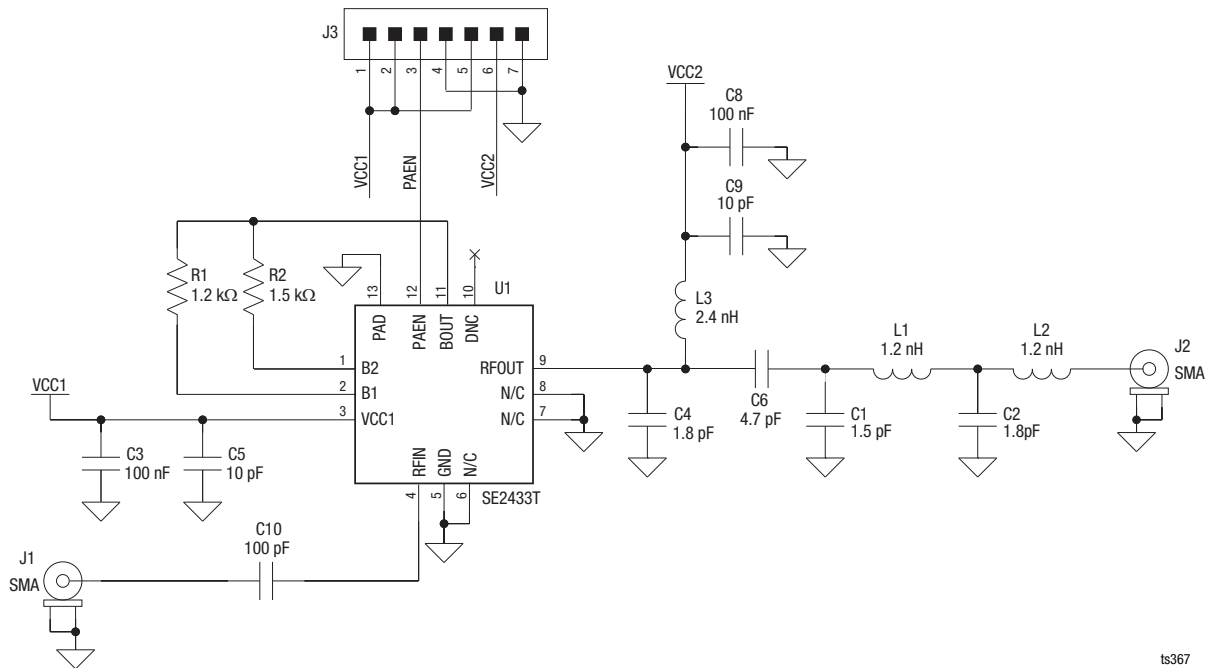 J3
1 2 3 4 5 6 7
VCC1
PAEN
VCC2
VCC2
C8
100 nF
C9
10 pF
R1
1.2 kΩ
R2
1.5 kΩ
13 12 11 10
U1
PAD PAEN BOUT DNC
L3
2.4 nH
1 B2
2 B1
3 VCC1
RFOUT 9
N/C 8
N/C 7
RFIN GND N/C
4 5 6
SE2433T
VCC1
C3
100 nF
C5
10 pF
C4
1.8 pF
C6
4.7 pF
C1
1.5 pF
L1
1.2 nH
C2
1.8pF
L2
1.2 nH
J2
SMA
C10
100 pF
J1
SMA
ts367